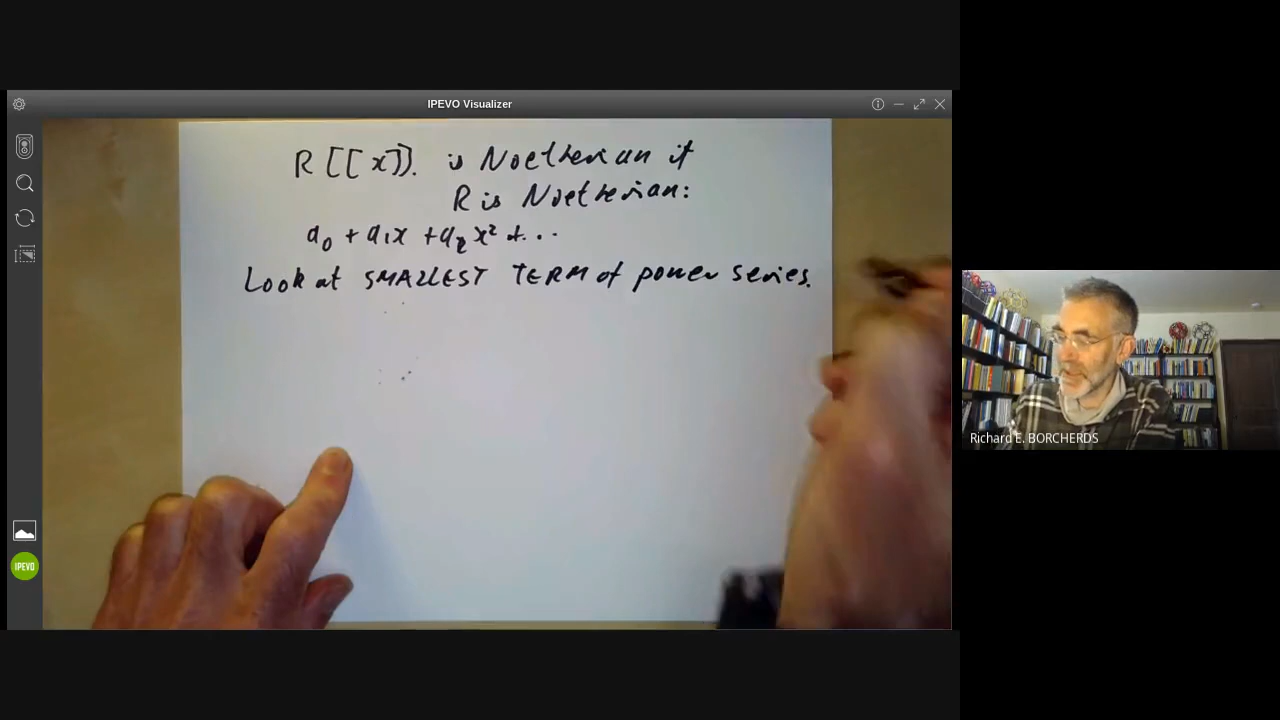 IPEVO Visualizer
R[[x]]. is Noetherian if
R is Noetherian:
a₀ + a₁x + a₂x² + ...
Look at SMALLEST TERM of power series.
IPEVO
Richard E. BORCHERDS